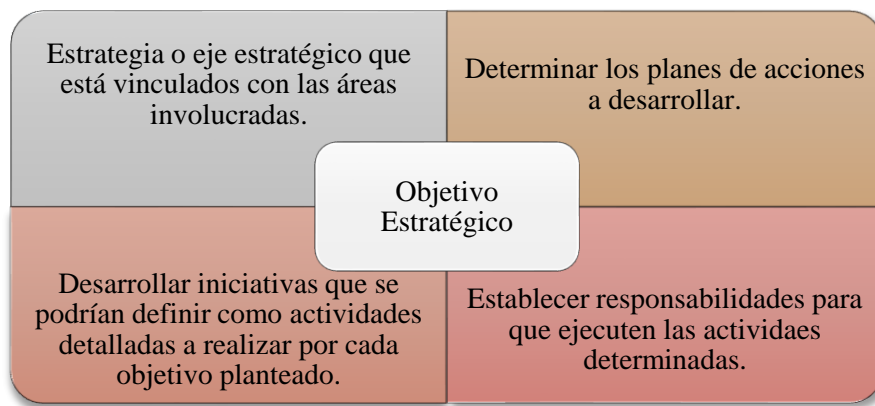 Estrategia o eje estratégico que
está vinculados con las áreas
involucradas.
Determinar los planes de acciones
a desarrollar.
Objetivo
Estratégico
Desarrollar iniciativas que se
podrían definir como actividades
detalladas a realizar por cada
objetivo planteado.
Establecer responsabilidades para
que ejecuten las actividaes
determinadas.